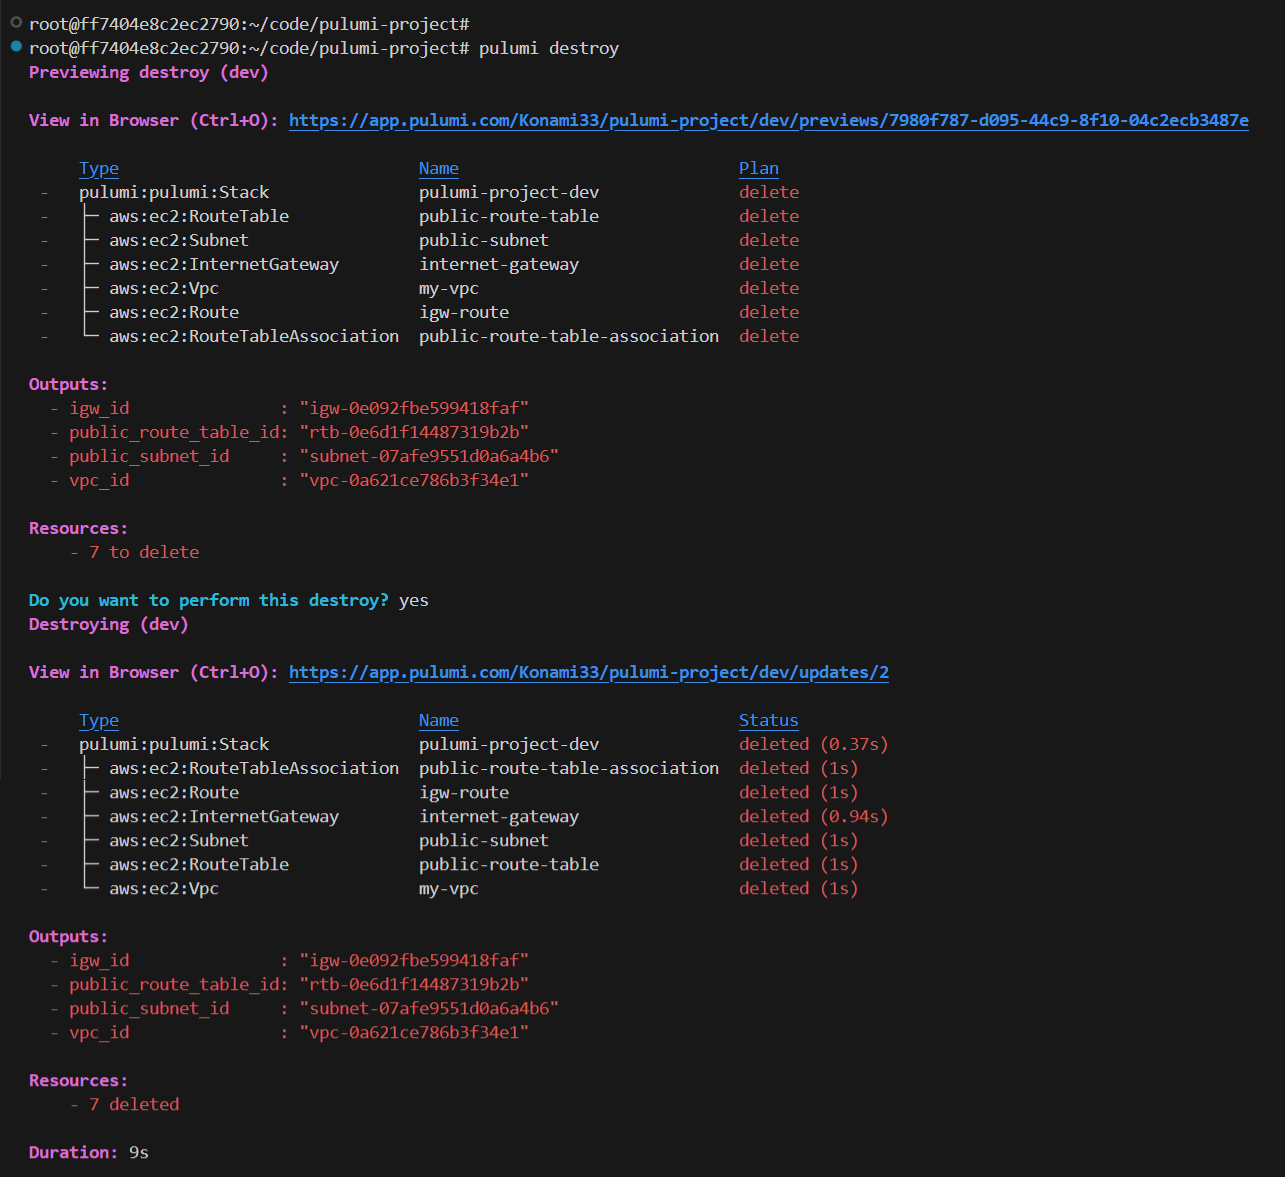 root@ff7404e8c2ec2790:~/code/pulumi-project#
root@ff7404e8c2ec2790:~/code/pulumi-project# pulumi destroy
Previewing destroy (dev)
View in Browser (Ctrl+O): https://app.pulumi.com/Konami33/pulumi-project/dev/previews/7980f787-d095-44c9-8f10-04c2ecb3487e
Type Name Plan
- pulumi:pulumi:Stack pulumi-project-dev delete
- ├─ aws:ec2:RouteTable public-route-table delete
- ├─ aws:ec2:Subnet public-subnet delete
- ├─ aws:ec2:InternetGateway internet-gateway delete
- ├─ aws:ec2:Vpc my-vpc delete
- ├─ aws:ec2:Route igw-route delete
- └─ aws:ec2:RouteTableAssociation public-route-table-association delete
Outputs:
- igw_id : "igw-0e092fbe599418faf"
- public_route_table_id: "rtb-0e6d1f14487319b2b"
- public_subnet_id : "subnet-07afe9551d0a6a4b6"
- vpc_id : "vpc-0a621ce786b3f34e1"
Resources:
- 7 to delete
Do you want to perform this destroy? yes
Destroying (dev)
View in Browser (Ctrl+O): https://app.pulumi.com/Konami33/pulumi-project/dev/updates/2
Type Name Status
- pulumi:pulumi:Stack pulumi-project-dev deleted (0.37s)
- ├─ aws:ec2:RouteTableAssociation public-route-table-association deleted (1s)
- ├─ aws:ec2:Route igw-route deleted (1s)
- ├─ aws:ec2:InternetGateway internet-gateway deleted (0.94s)
- ├─ aws:ec2:Subnet public-subnet deleted (1s)
- ├─ aws:ec2:RouteTable public-route-table deleted (1s)
- └─ aws:ec2:Vpc my-vpc deleted (1s)
Outputs:
- igw_id : "igw-0e092fbe599418faf"
- public_route_table_id: "rtb-0e6d1f14487319b2b"
- public_subnet_id : "subnet-07afe9551d0a6a4b6"
- vpc_id : "vpc-0a621ce786b3f34e1"
Resources:
- 7 deleted
Duration: 9s